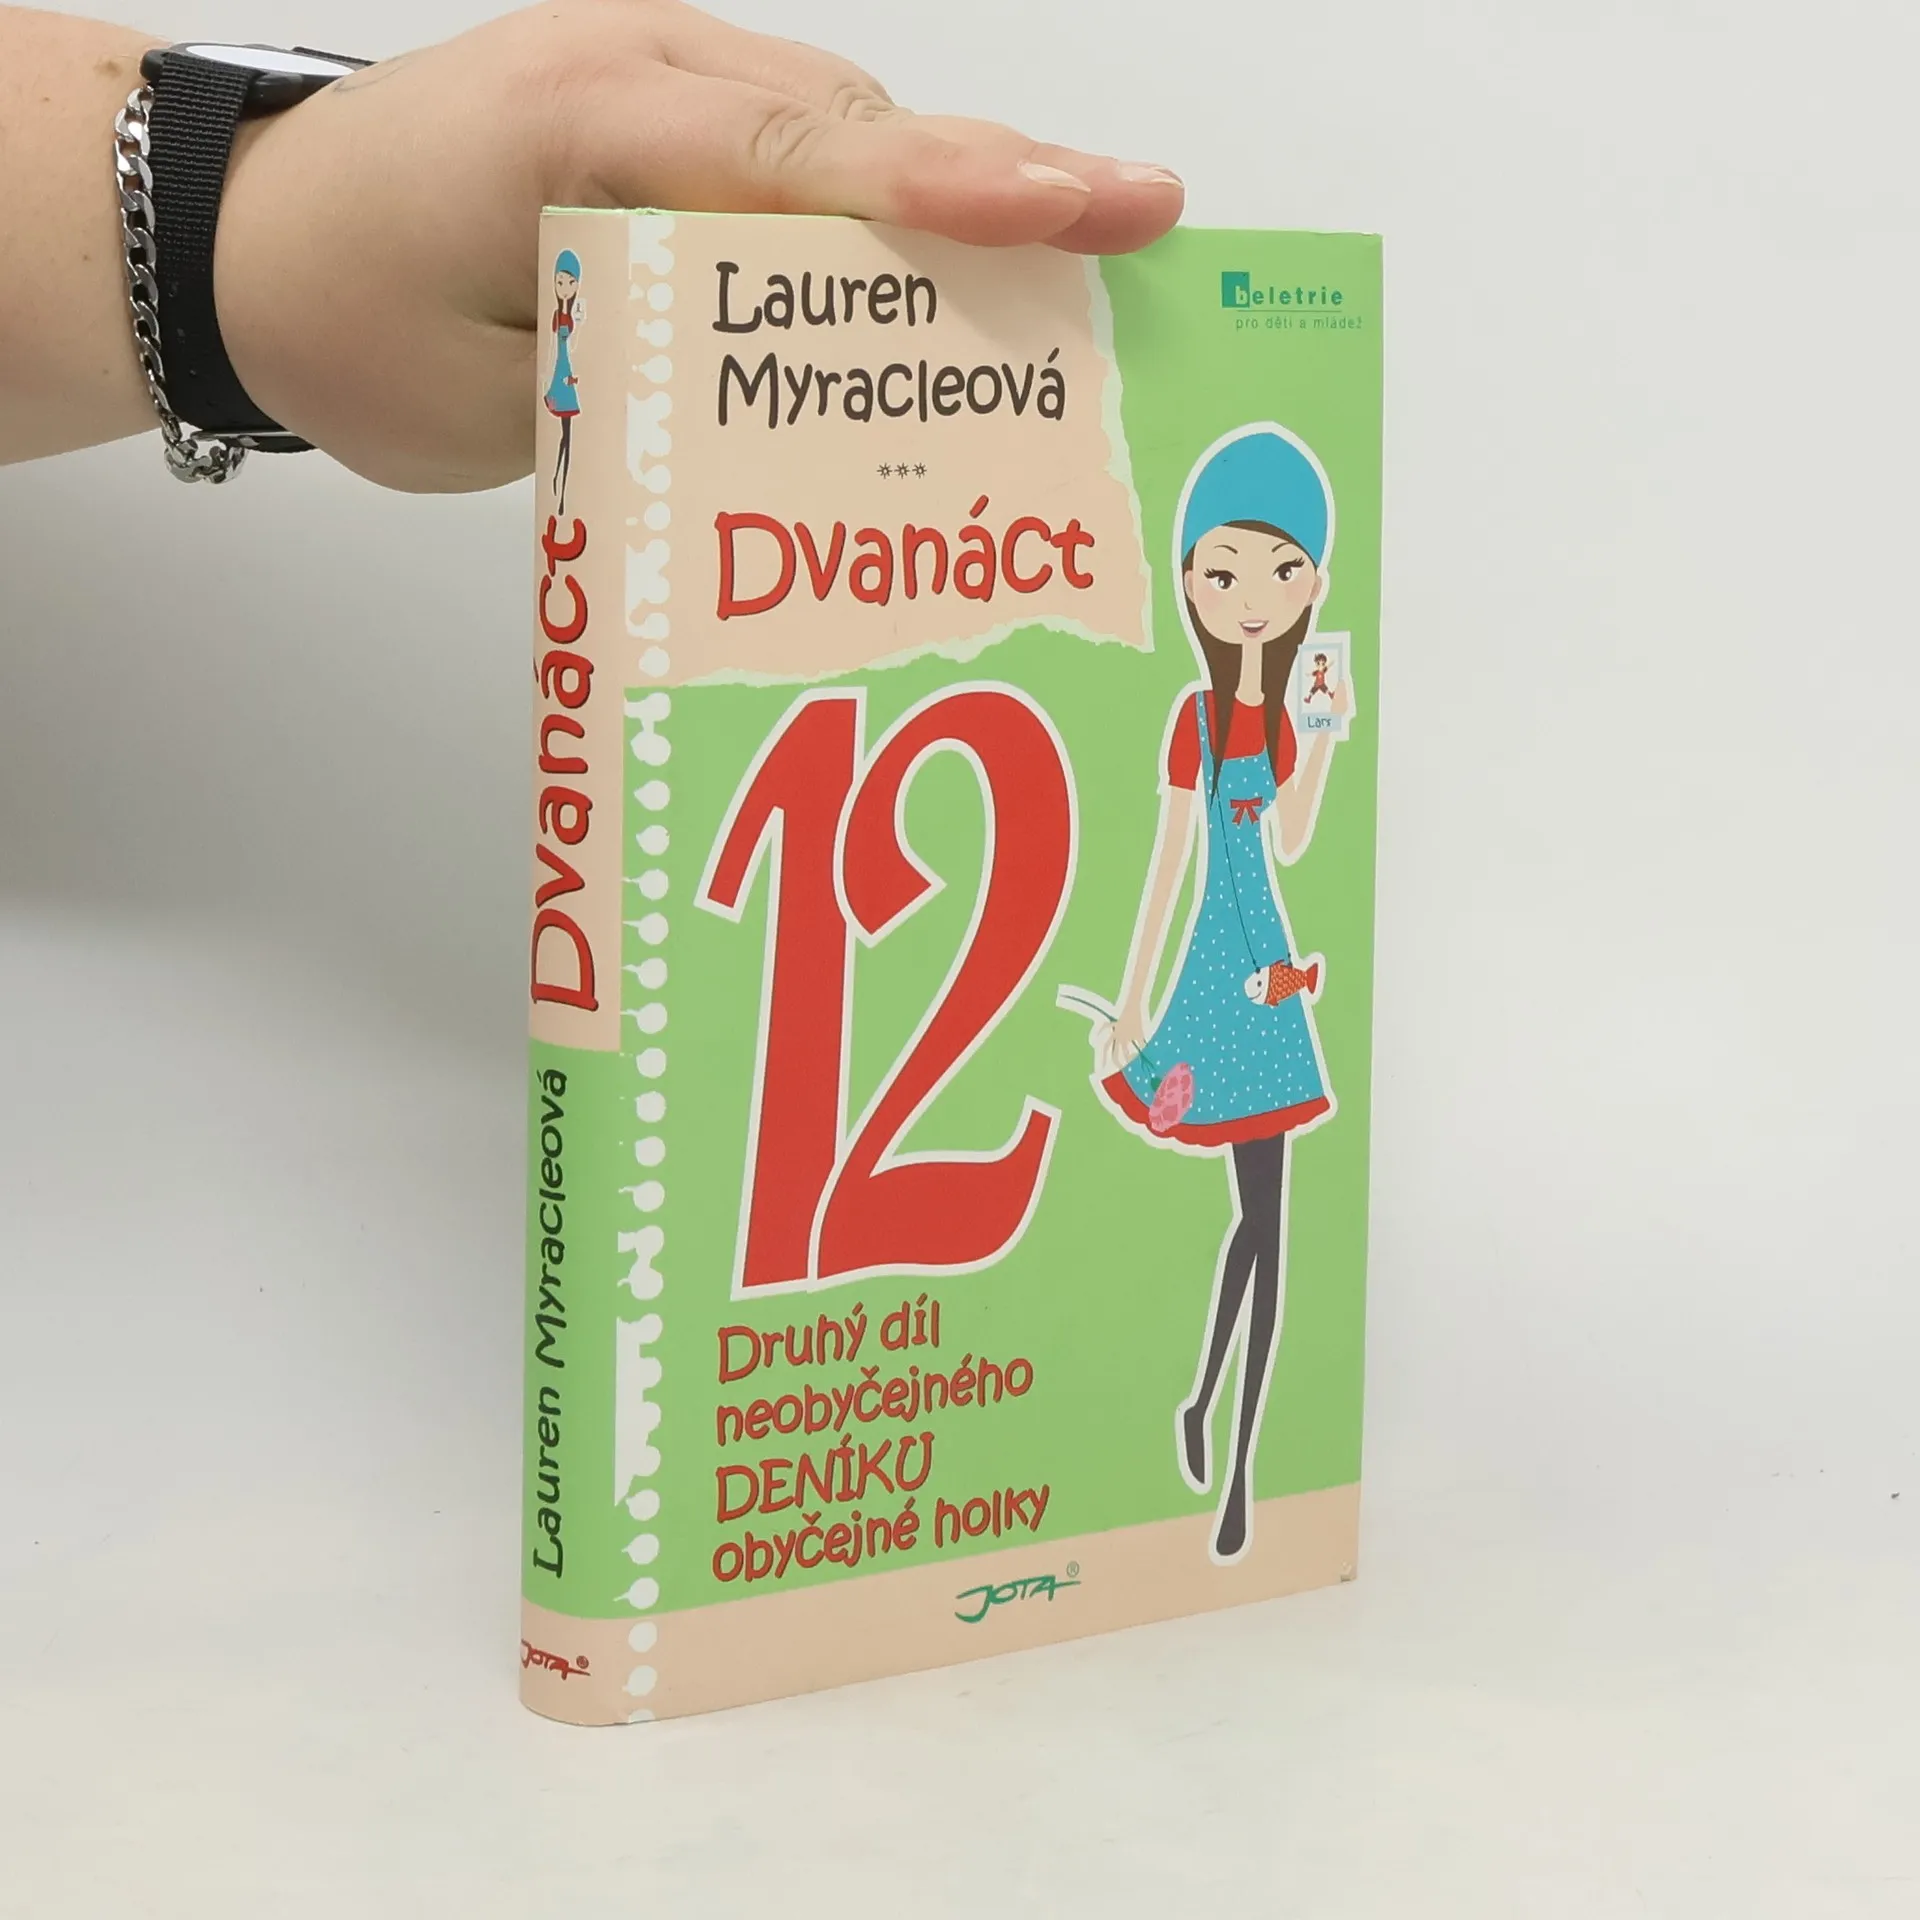 Lauren
Myracleová
***
Dvanáct
12
Druhý díl
neobyčejného
DENÍKU
obyčejné holky
JOTA®
beletrie
pro děti a mládež
Lars
Dvanáct
Lauren Myracleová
JOTA®